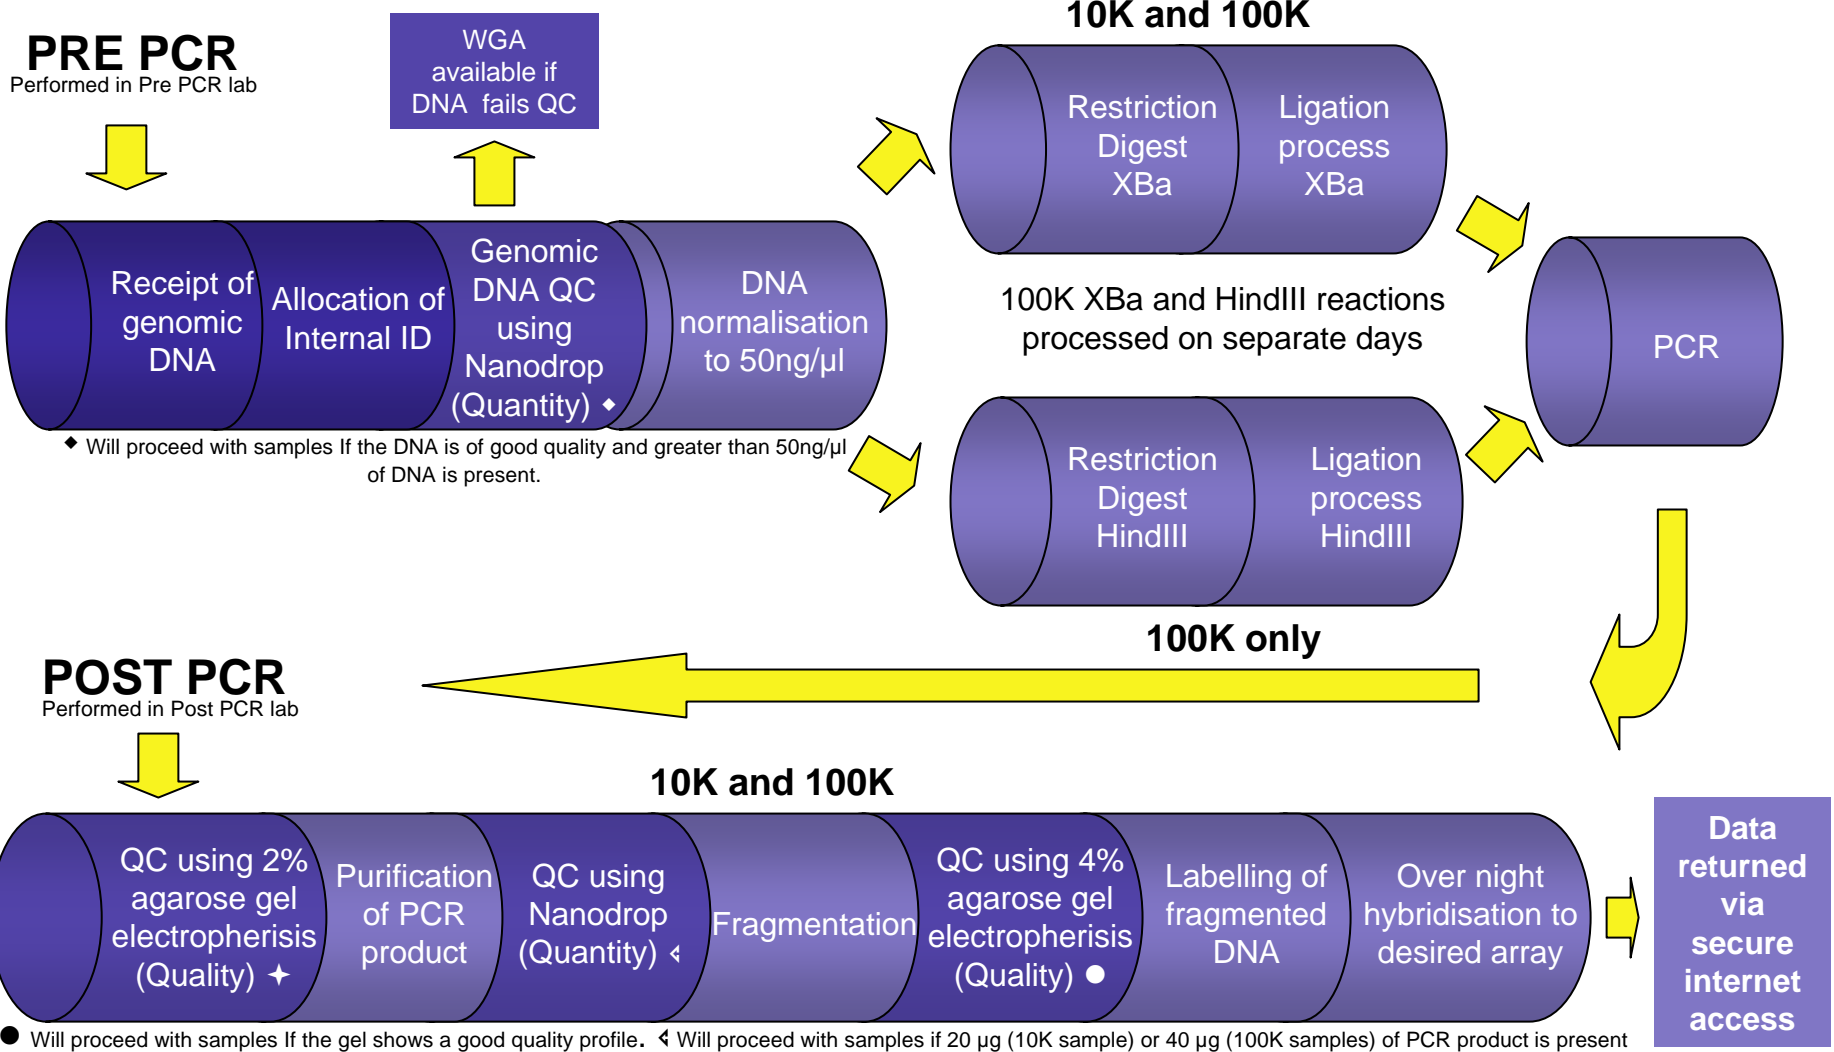 PRE PCR
Performed in Pre PCR lab
WGA
available if
DNA fails QC
10K and 100K
Restriction
Digest
XBa
Ligation
process
XBa
Receipt of
genomic
DNA
Allocation of
Internal ID
Genomic
DNA QC
using
Nanodrop
(Quantity) ◆
DNA
normalisation
to 50ng/µl
100K XBa and HindIII reactions
processed on separate days
PCR
◆ Will proceed with samples If the DNA is of good quality and greater than 50ng/µl
of DNA is present.
Restriction
Digest
HindIII
Ligation
process
HindIII
100K only
POST PCR
Performed in Post PCR lab
10K and 100K
QC using 2%
agarose gel
electropherisis
(Quality) ✦
Purification
of PCR
product
QC using
Nanodrop
(Quantity)
Fragmentation
QC using 4%
agarose gel
electropherisis
(Quality) ●
Labelling of
fragmented
DNA
Over night
hybridisation to
desired array
Data
returned
via
secure
internet
access
● Will proceed with samples If the gel shows a good quality profile. Will proceed with samples if 20 µg (10K sample) or 40 µg (100K samples) of PCR product is present